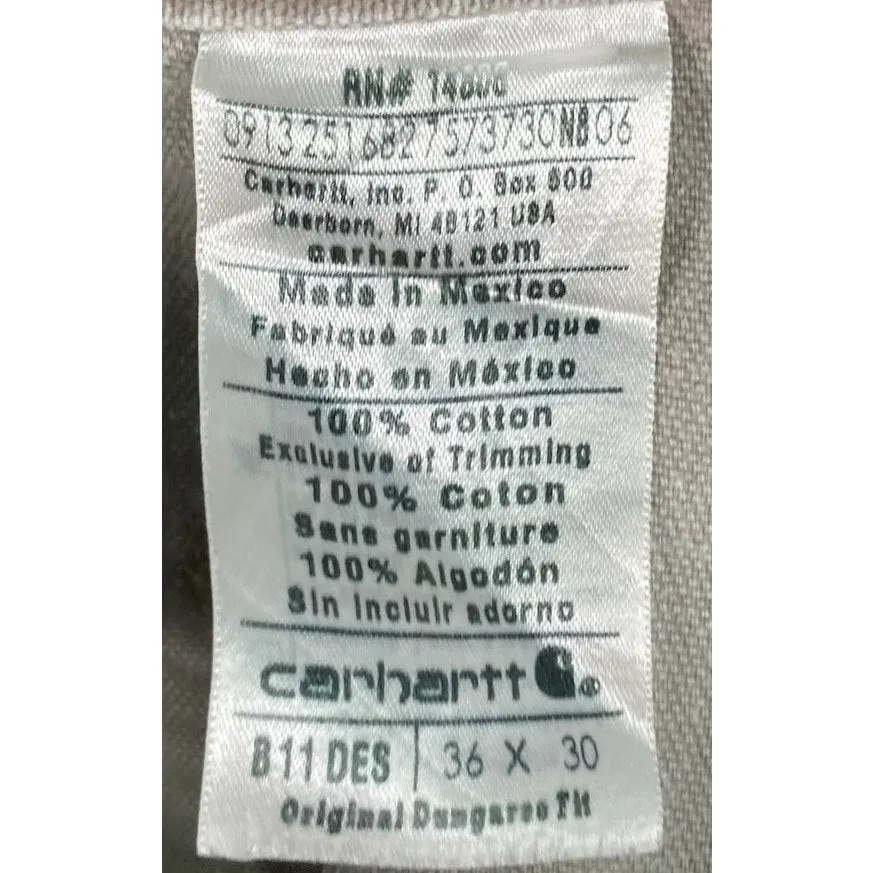 RN# 14806
09132516827573730NB06
Carhartt, Inc. P. O. Box 600
Dearborn, MI 48121 USA
carhartt.com
Made in Mexico
Fabriqué au Mexique
Hecho en México
100% Cotton
Exclusive of Trimming
100% Coton
Sans garniture
100% Algodón
Sin incluir adorno
carhartt ®
B11 DES 36 X 30
Original Dungaree Fit